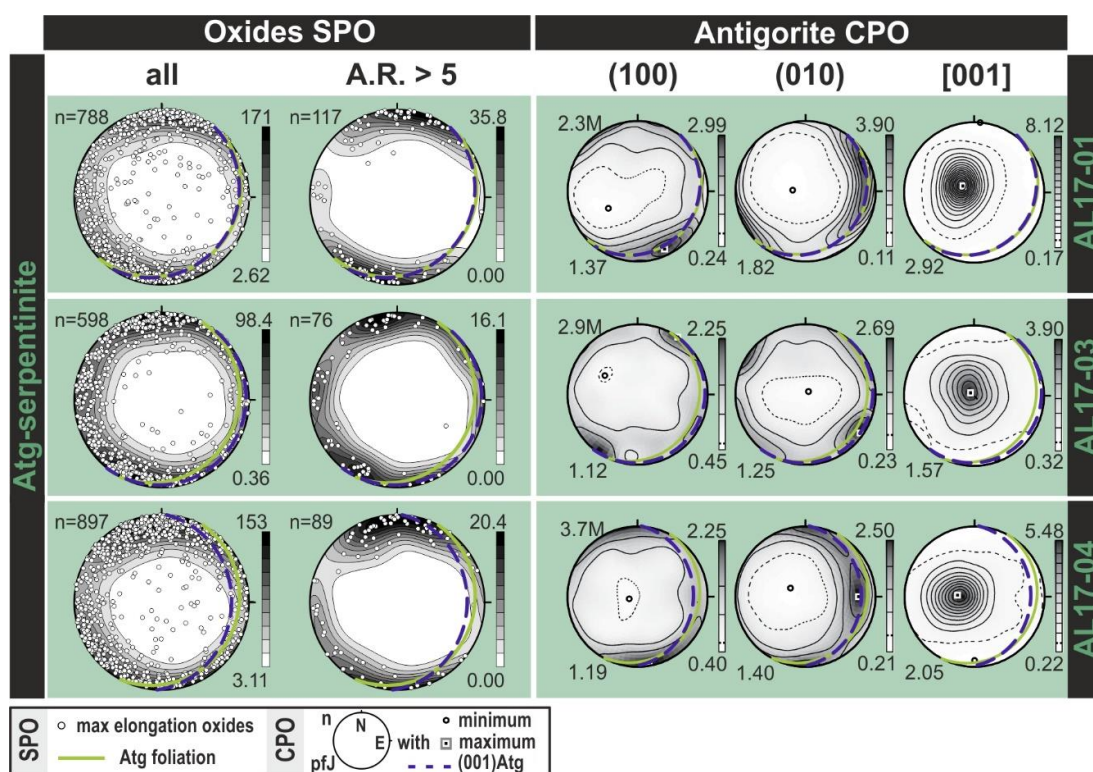 Oxides SPO
Antigorite CPO
all
A.R. > 5
(100)
(010)
[001]
Atg-serpentinite
n=788
171
2.62
n=117
35.8
0.00
2.3M
2.99
1.37
0.24
3.90
1.82
0.11
8.12
2.92
0.17
AL17-01
n=598
98.4
0.36
n=76
16.1
0.00
2.9M
2.25
1.12
0.45
2.69
1.25
0.23
3.90
1.57
0.32
AL17-03
n=897
153
3.11
n=89
20.4
0.00
3.7M
2.25
1.19
0.40
2.50
1.40
0.21
5.48
2.05
0.22
AL17-04
SPO
max elongation oxides
Atg foliation
CPO
n
N
E
pfJ
with
minimum
maximum
(001)Atg